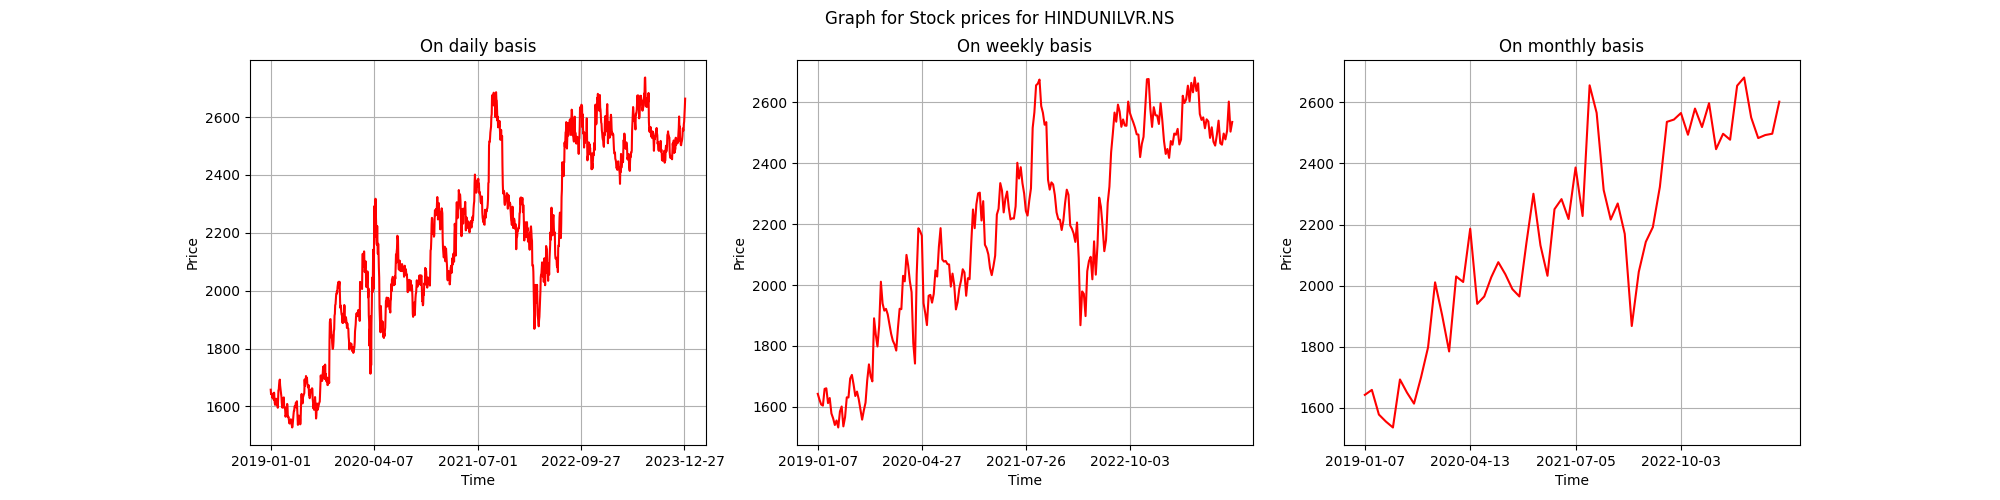 Graph for Stock prices for HINDUNILVR.NS
On daily basis
Price
2600
2400
2200
2000
1800
1600
2019-01-01 2020-04-07 2021-07-01 2022-09-27 2023-12-27
Time
On weekly basis
Price
2600
2400
2200
2000
1800
1600
2019-01-07 2020-04-27 2021-07-26 2022-10-03
Time
On monthly basis
Price
2600
2400
2200
2000
1800
1600
2019-01-07 2020-04-13 2021-07-05 2022-10-03
Time